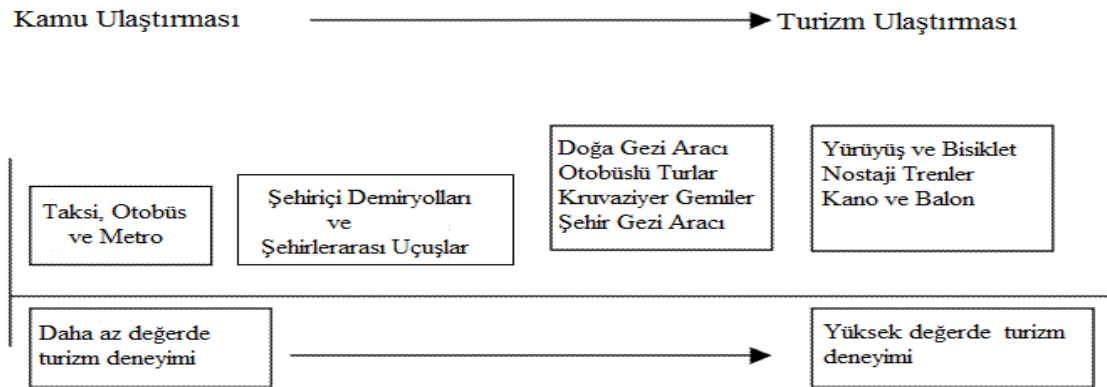 Kamu Ulaştırması
Turizm Ulaştırması
Taksi, Otobüs
ve Metro
Şehiriçi Demiryolları
ve
Şehirlerarası Uçuşlar
Doğa Gezi Aracı
Otobüslü Turlar
Kruvaziyer Gemiler
Şehir Gezi Aracı
Yürüyüş ve Bisiklet
Nostaji Trenler
Kano ve Balon
Daha az değerde
turizm deneyimi
Yüksek değerde turizm
deneyimi